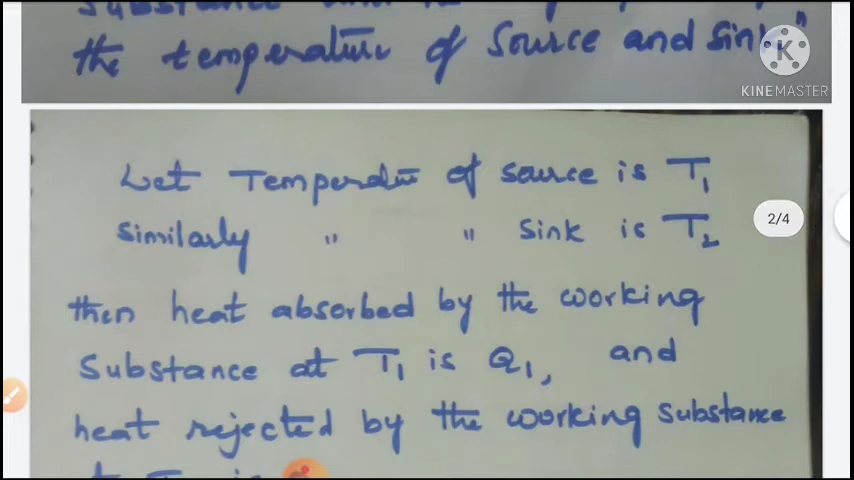 the temperature of source and sink"
KINEMASTER
Let Temperature of source is T1
Similarly " " sink is T2
2/4
then heat absorbed by the working
Substance at T1 is Q1, and
heat rejected by the working substance